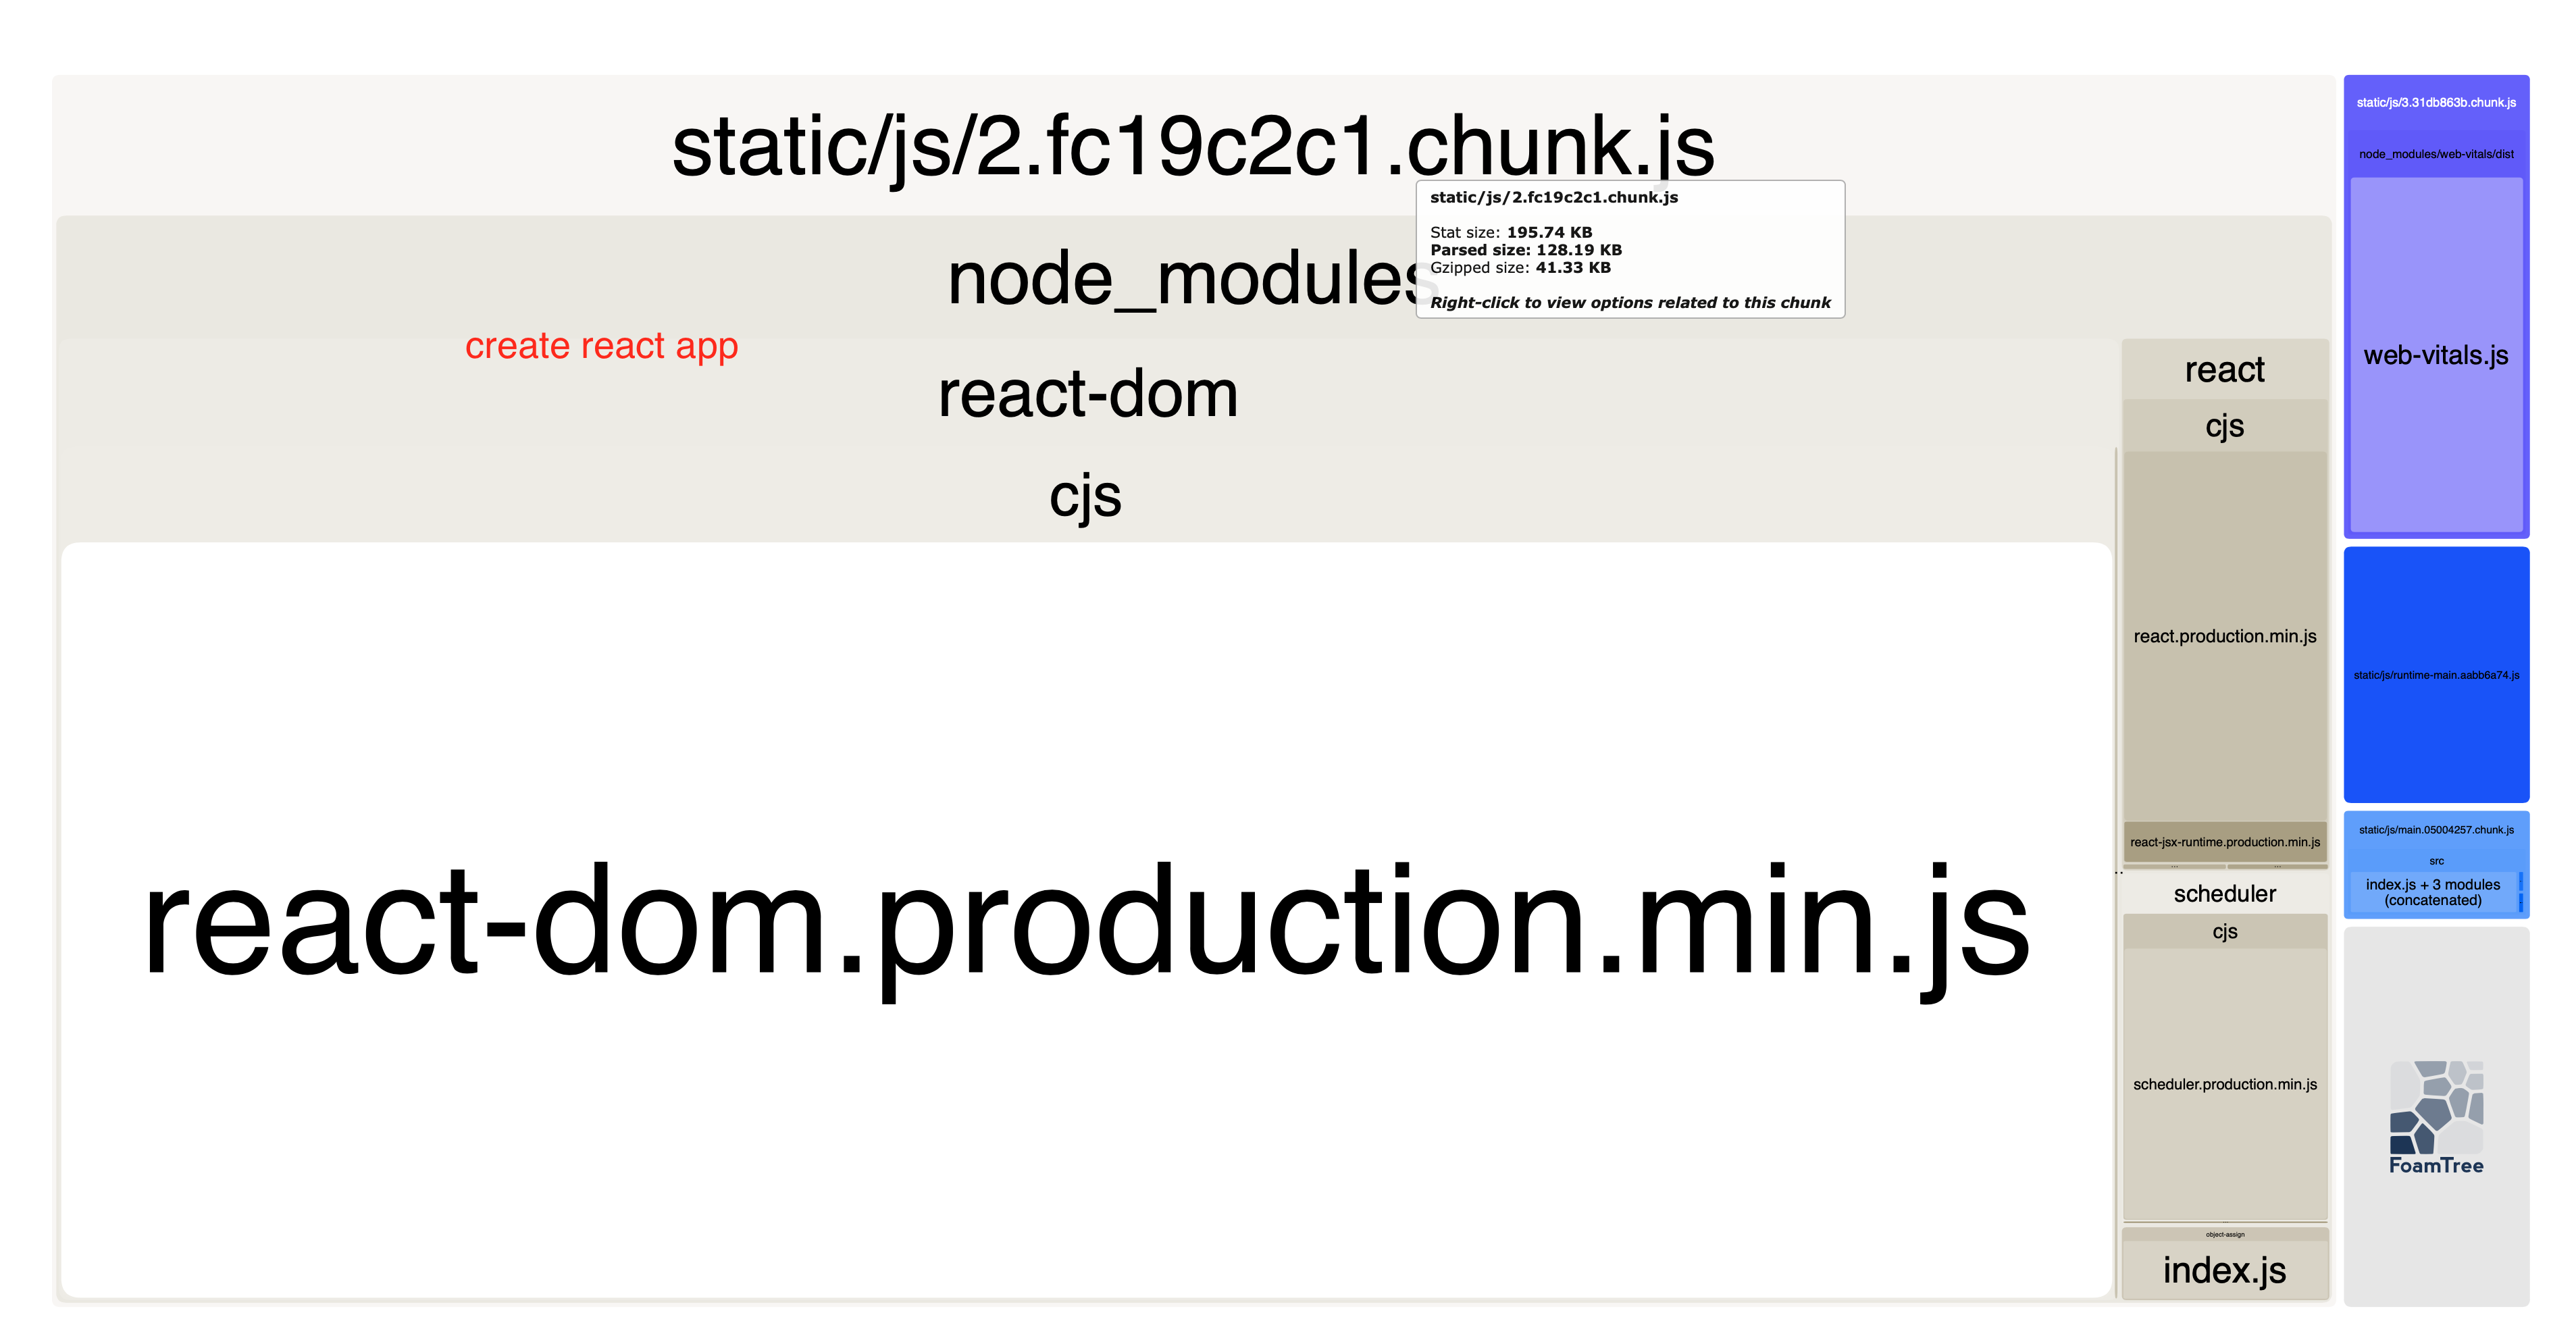 static/js/2.fc19c2c1.chunk.js
static/js/2.fc19c2c1.chunk.js
Stat size: 195.74 KB
Parsed size: 128.19 KB
Gzipped size: 41.33 KB
Right-click to view options related to this chunk
node_modules
create react app
react-dom
cjs
react-dom.production.min.js
react
cjs
react.production.min.js
react-jsx-runtime.production.min.js
...
...
..
scheduler
cjs
scheduler.production.min.js
object-assign
index.js
static/js/3.31db863b.chunk.js
node_modules/web-vitals/dist
web-vitals.js
static/js/runtime-main.aabb6a74.js
static/js/main.05004257.chunk.js
src
index.js + 3 modules
(concatenated)
FoamTree